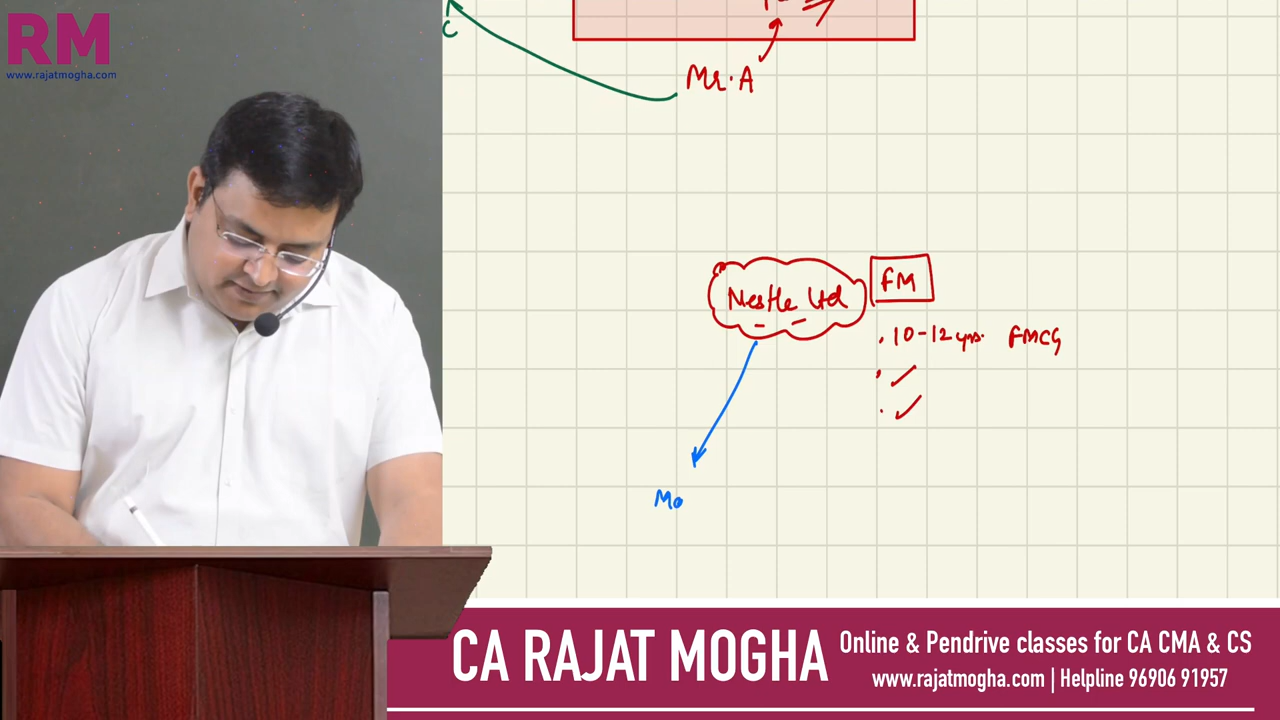 RM
www.rajatmogha.com
C
Mr. A
Nestle Ltd
FM
. 10-12 yrs. FMCG
Mo
CA RAJAT MOGHA
Online & Pendrive classes for CA CMA & CS
www.rajatmogha.com | Helpline 96906 91957